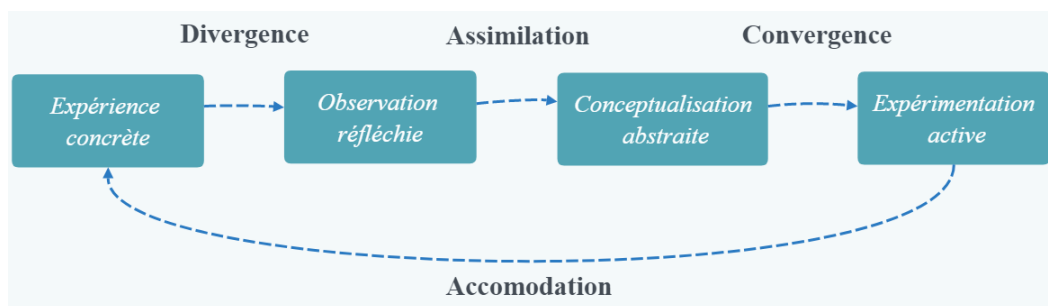 Divergence Assimilation Convergence
Expérience
concrète
Observation
réfléchie
Conceptualisation
abstraite
Expérimentation
active
Accomodation